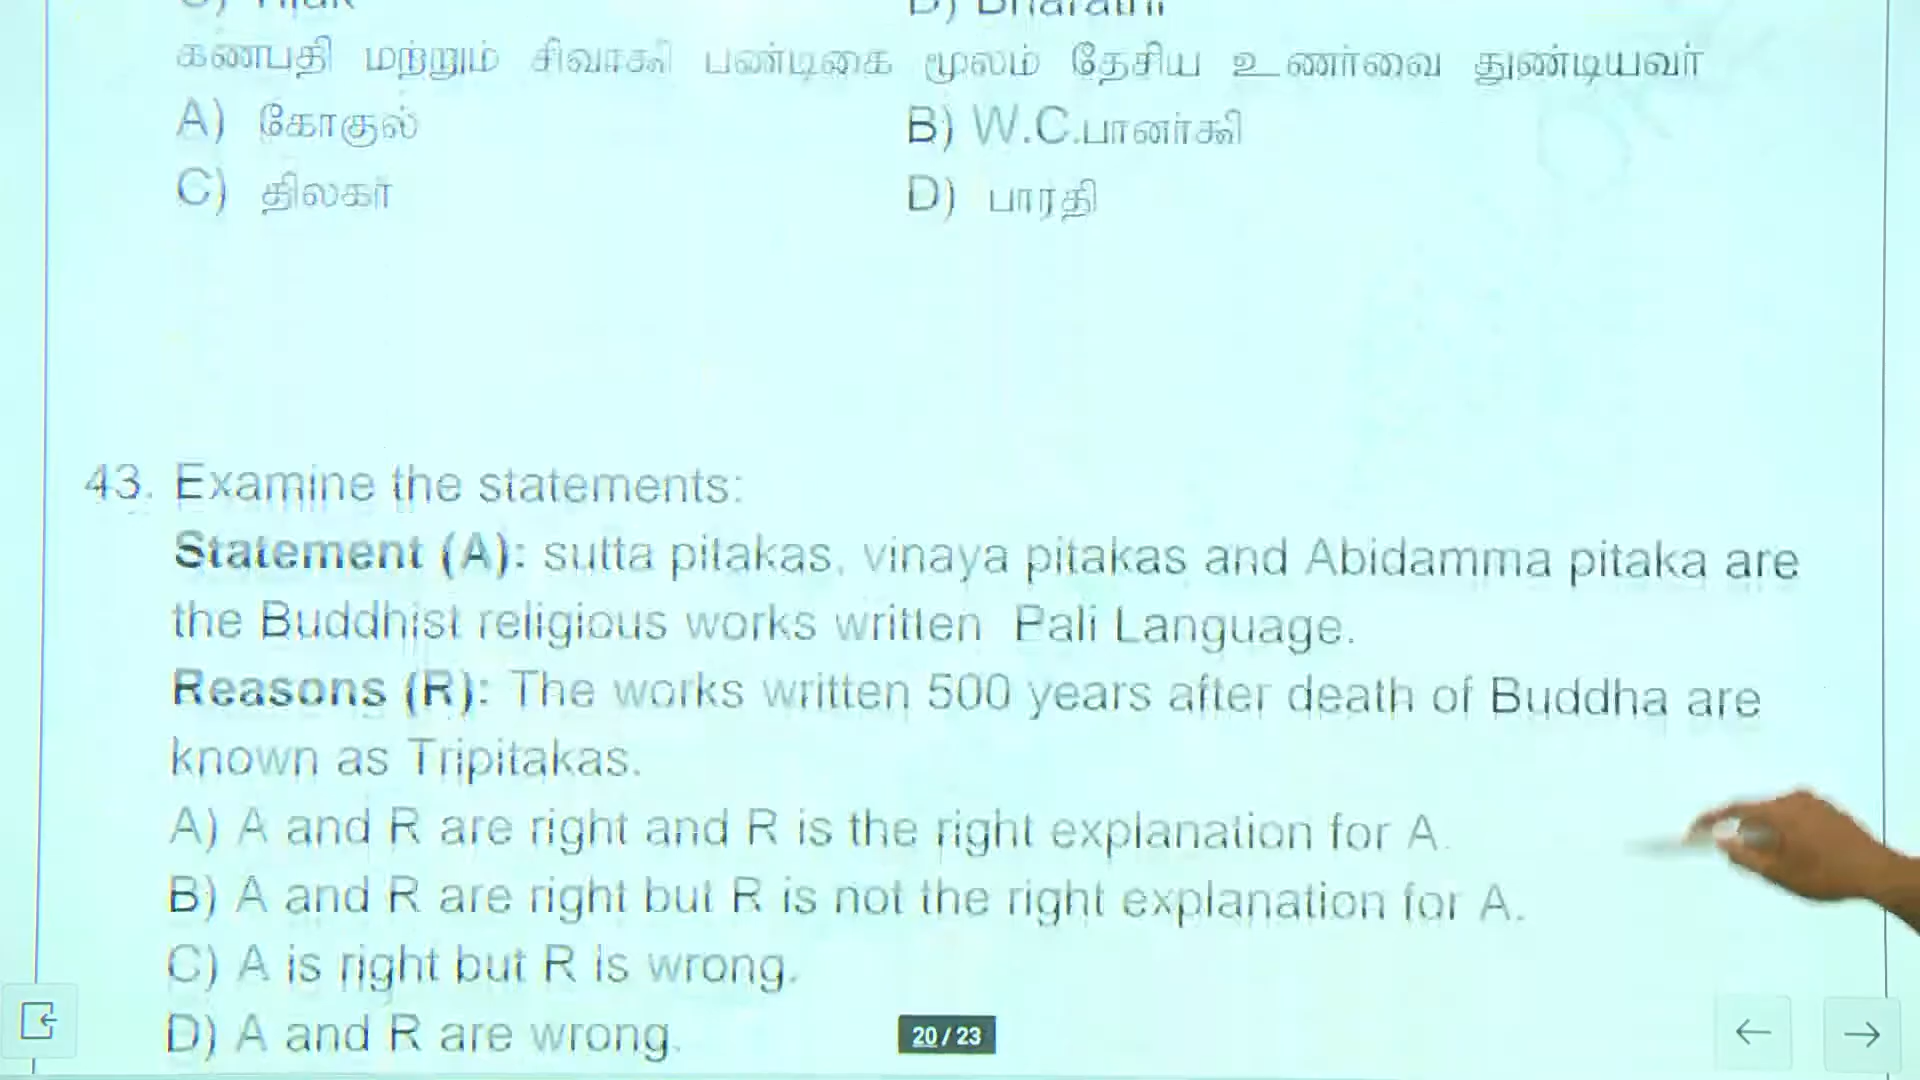 C) Tilak D) Bharathi
கணபதி மற்றும் சிவாஜி பண்டிகை மூலம் தேசிய உணர்வை துண்டியவர்
A) கோகுல் B) W.C.பானர்ஜி
C) திலகர் D) பாரதி
43. Examine the statements:
Statement (A): sutta pitakas, vinaya pitakas and Abidamma pitaka are
the Buddhist religious works written Pali Language.
Reasons (R): The works written 500 years after death of Buddha are
known as Tripitakas.
A) A and R are right and R is the right explanation for A.
B) A and R are right but R is not the right explanation for A.
C) A is right but R is wrong.
D) A and R are wrong.
20 / 23